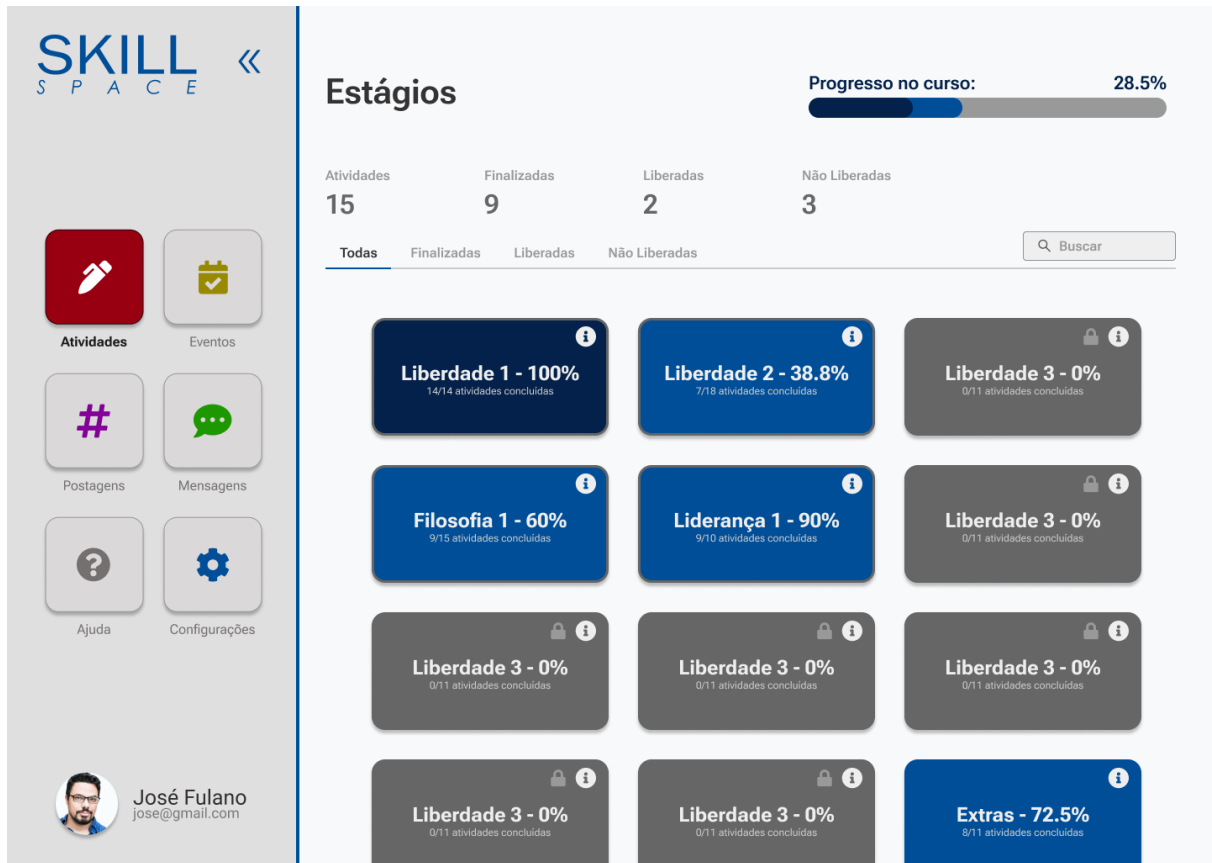 SKILL
SPACE
Estágios
Progresso no curso: 28.5%
Atividades Finalizadas Liberadas Não Liberadas
15 9 2 3
Todas Finalizadas Liberadas Não Liberadas Buscar
Atividades Eventos
Postagens Mensagens
Ajuda Configurações
José Fulano
jose@gmail.com
Liberdade 1 - 100%
14/14 atividades concluídas
Liberdade 2 - 38.8%
7/18 atividades concluídas
Liberdade 3 - 0%
0/11 atividades concluídas
Filosofia 1 - 60%
9/15 atividades concluídas
Liderança 1 - 90%
9/10 atividades concluídas
Liberdade 3 - 0%
0/11 atividades concluídas
Liberdade 3 - 0%
0/11 atividades concluídas
Liberdade 3 - 0%
0/11 atividades concluídas
Liberdade 3 - 0%
0/11 atividades concluídas
Liberdade 3 - 0%
0/11 atividades concluídas
Liberdade 3 - 0%
0/11 atividades concluídas
Extras - 72.5%
8/11 atividades concluídas